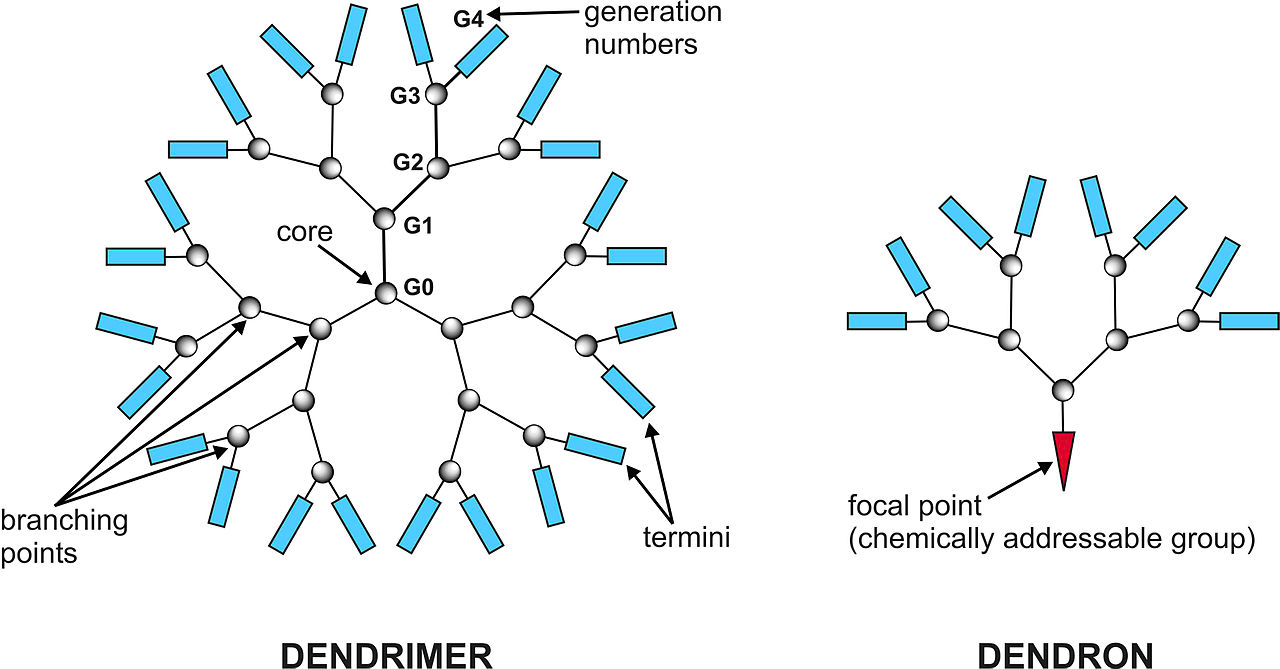 G4
generation
numbers
G3
G2
G1
core
G0
branching
points
termini
focal point
(chemically addressable group)
DENDRIMER
DENDRON